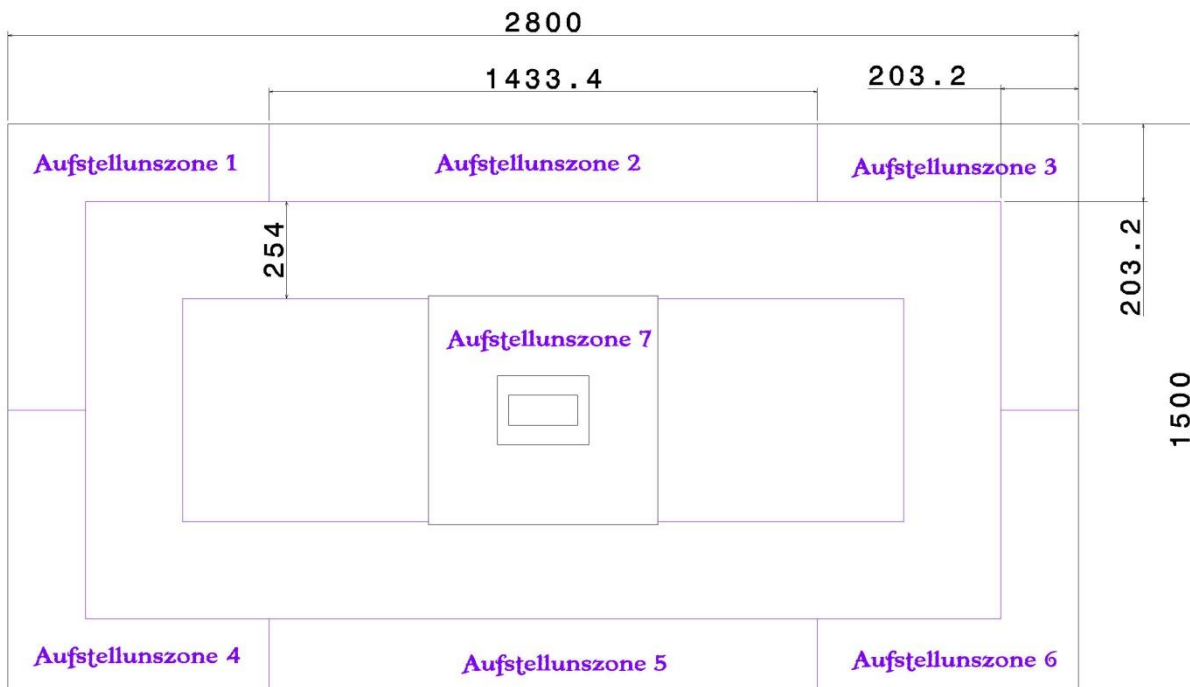 2800
1433.4
203.2
Aufstellunszone 1
Aufstellunszone 2
Aufstellunszone 3
254
203.2
Aufstellunszone 7
1500
Aufstellunszone 4
Aufstellunszone 5
Aufstellunszone 6